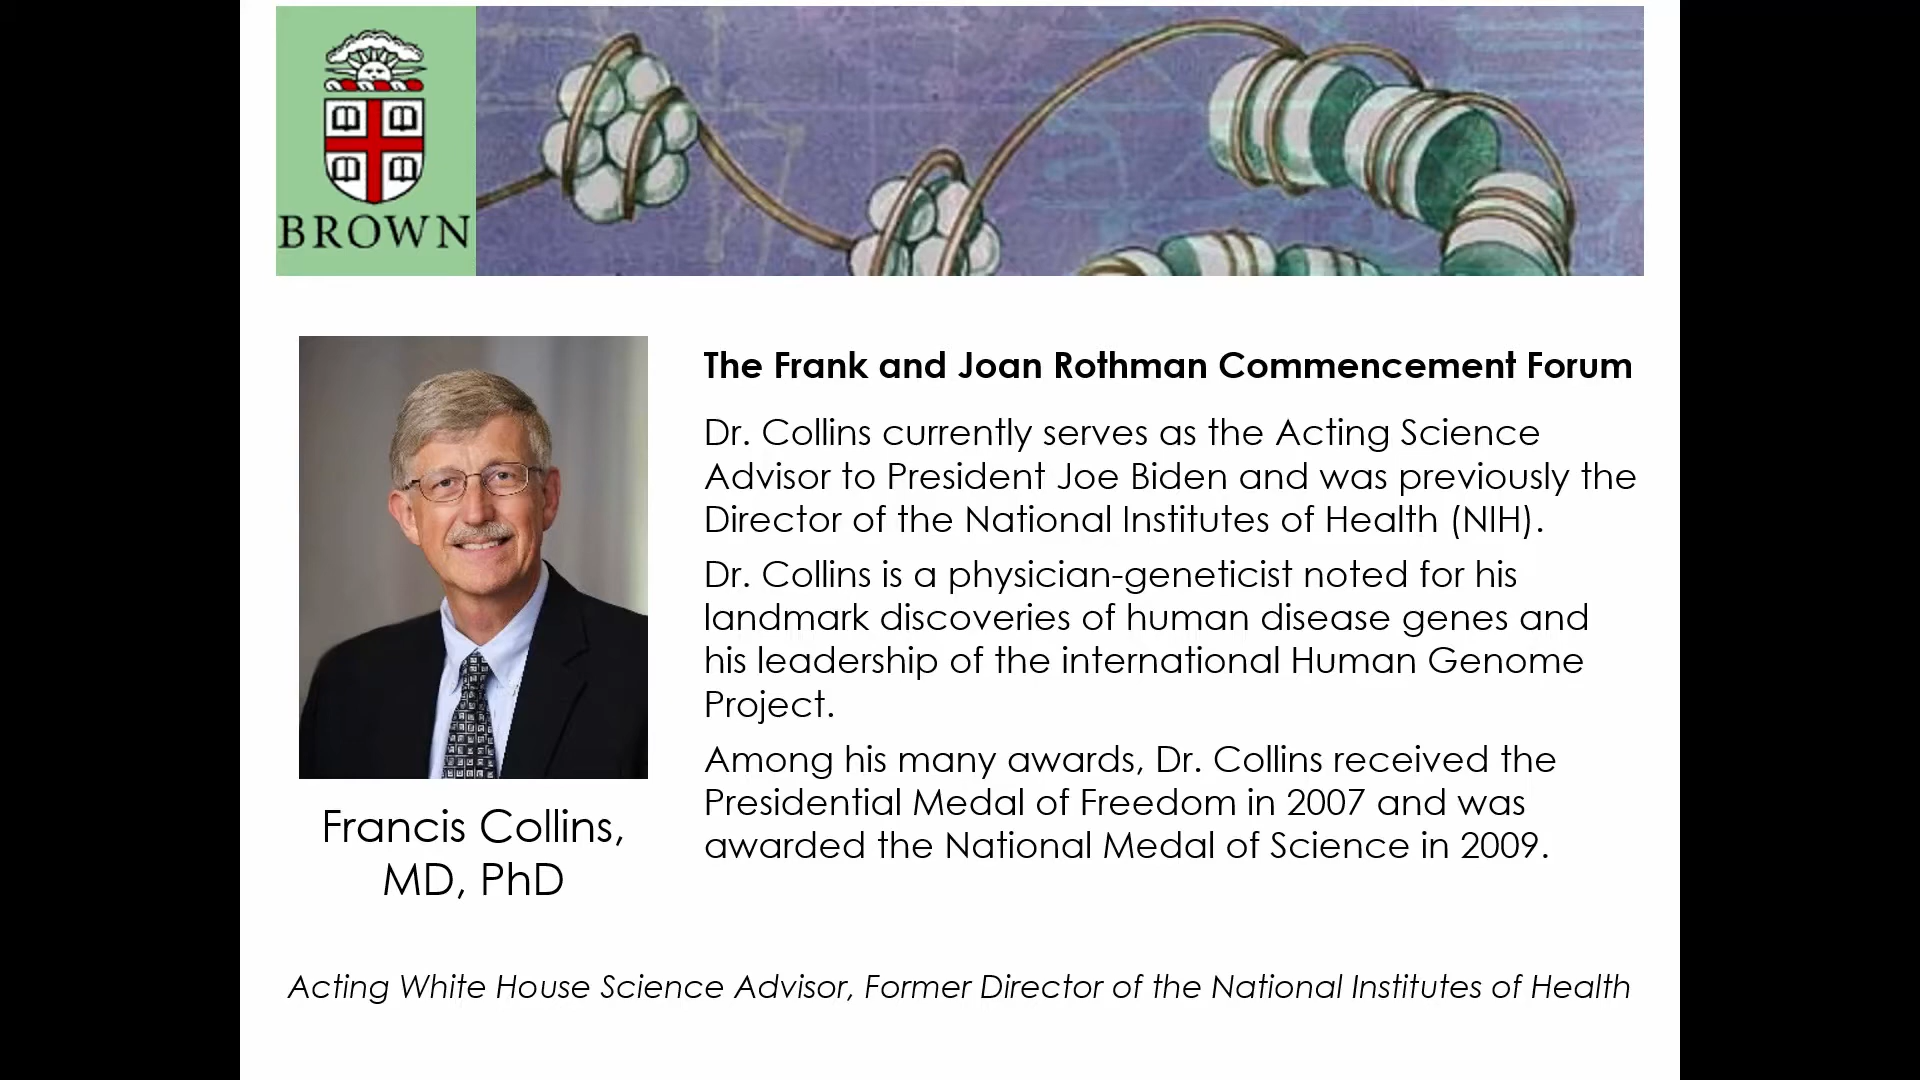 BROWN
The Frank and Joan Rothman Commencement Forum
Dr. Collins currently serves as the Acting Science
Advisor to President Joe Biden and was previously the
Director of the National Institutes of Health (NIH).
Dr. Collins is a physician-geneticist noted for his
landmark discoveries of human disease genes and
his leadership of the international Human Genome
Project.
Among his many awards, Dr. Collins received the
Presidential Medal of Freedom in 2007 and was
awarded the National Medal of Science in 2009.
Francis Collins,
MD, PhD
Acting White House Science Advisor, Former Director of the National Institutes of Health